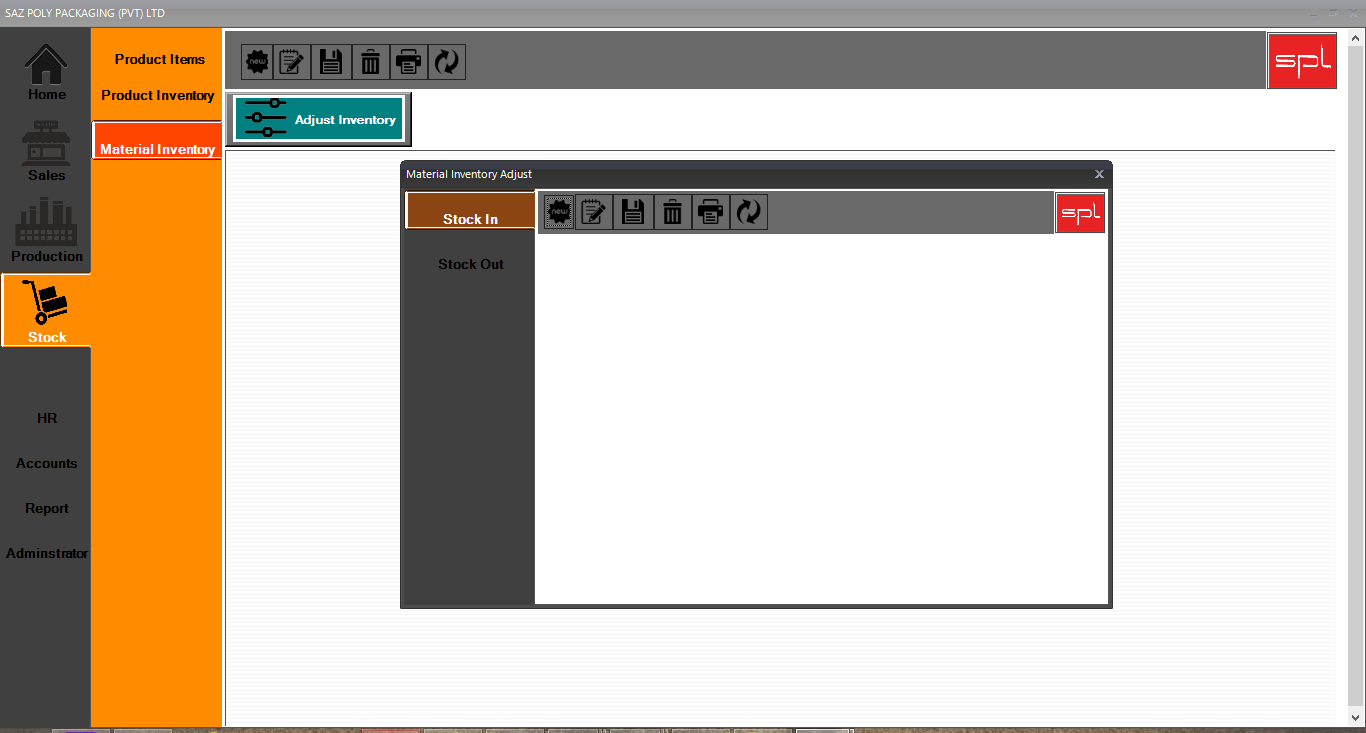 SAZ POLY PACKAGING (PVT) LTD
Home
Sales
Production
Stock
HR
Accounts
Report
Adminstrator
Product Items
Product Inventory
Material Inventory
new
spl
Adjust Inventory
Material Inventory Adjust
x
Stock In
Stock Out
new
spl